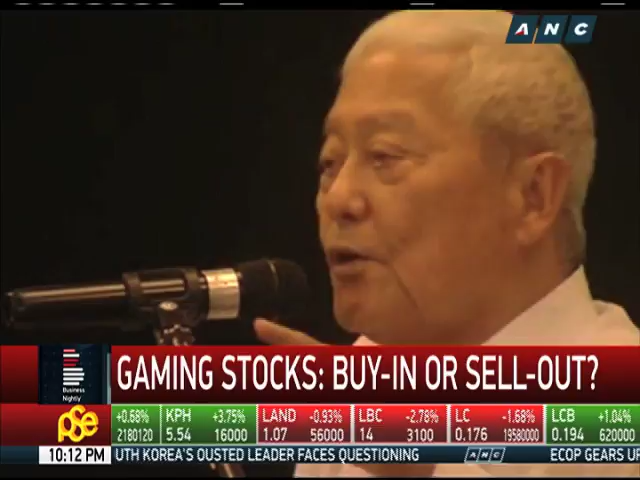 ANC
GAMING STOCKS: BUY-IN OR SELL-OUT?
Business
Nightly
pse
+0.68% KPH +3.75% LAND -0.93% LBC -2.78% LC -1.68% LCB +1.04%
2180120 5.54 16000 1.07 56000 14 3100 0.176 19580000 0.194 620000
10:12 PM UTH KOREA'S OUSTED LEADER FACES QUESTIONING ANC ECOP GEARS UP